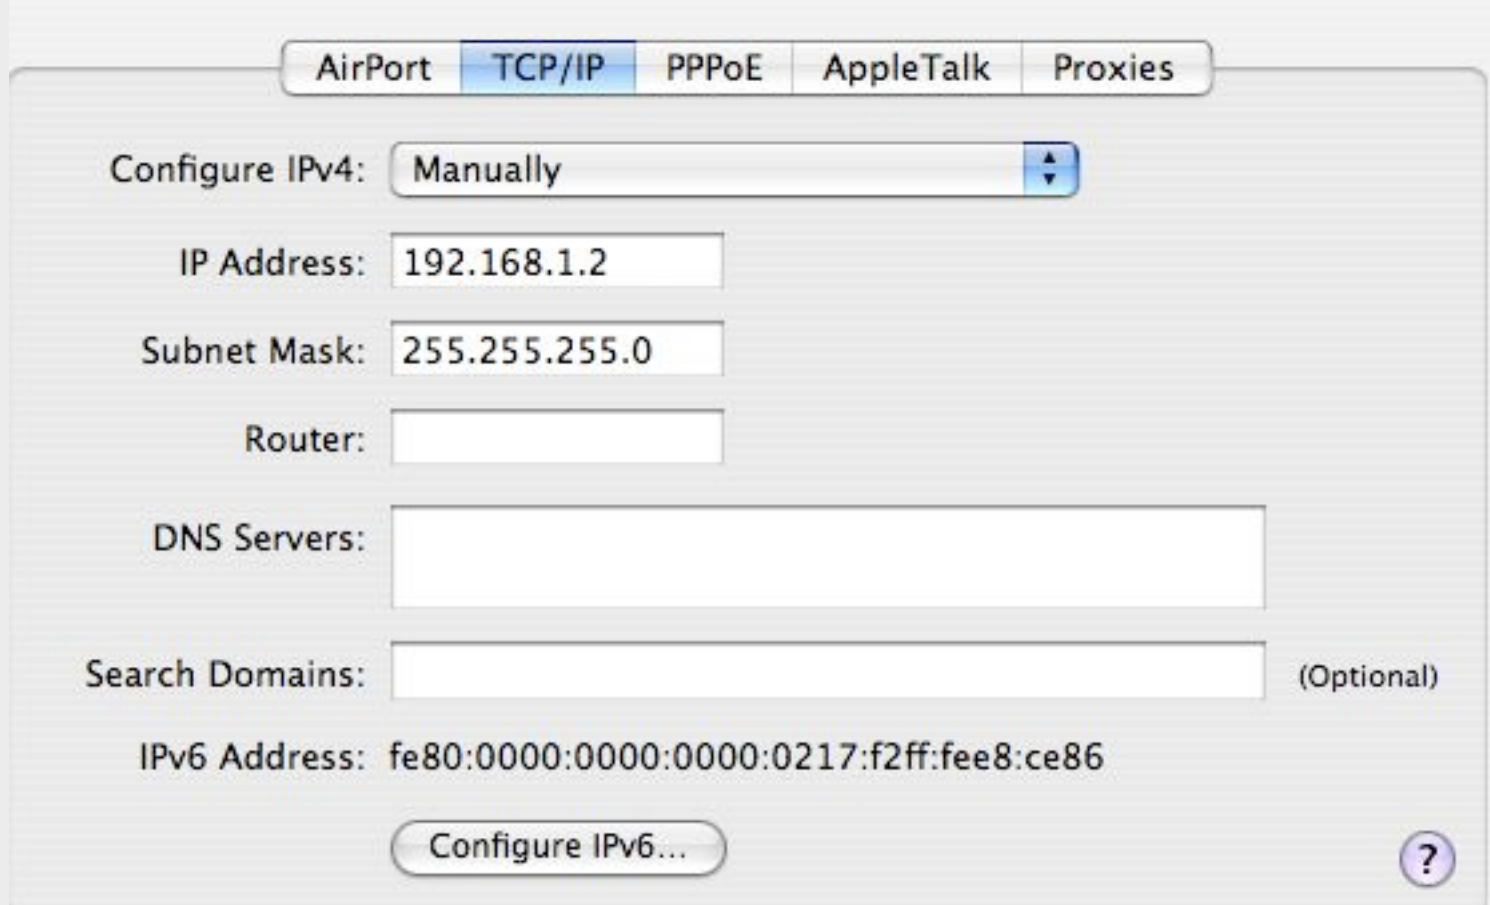 AirPort TCP/IP PPPoE AppleTalk Proxies
Configure IPv4: Manually
IP Address: 192.168.1.2
Subnet Mask: 255.255.255.0
Router:
DNS Servers:
Search Domains: (Optional)
IPv6 Address: fe80:0000:0000:0000:0217:f2ff:fee8:ce86
Configure IPv6...
?